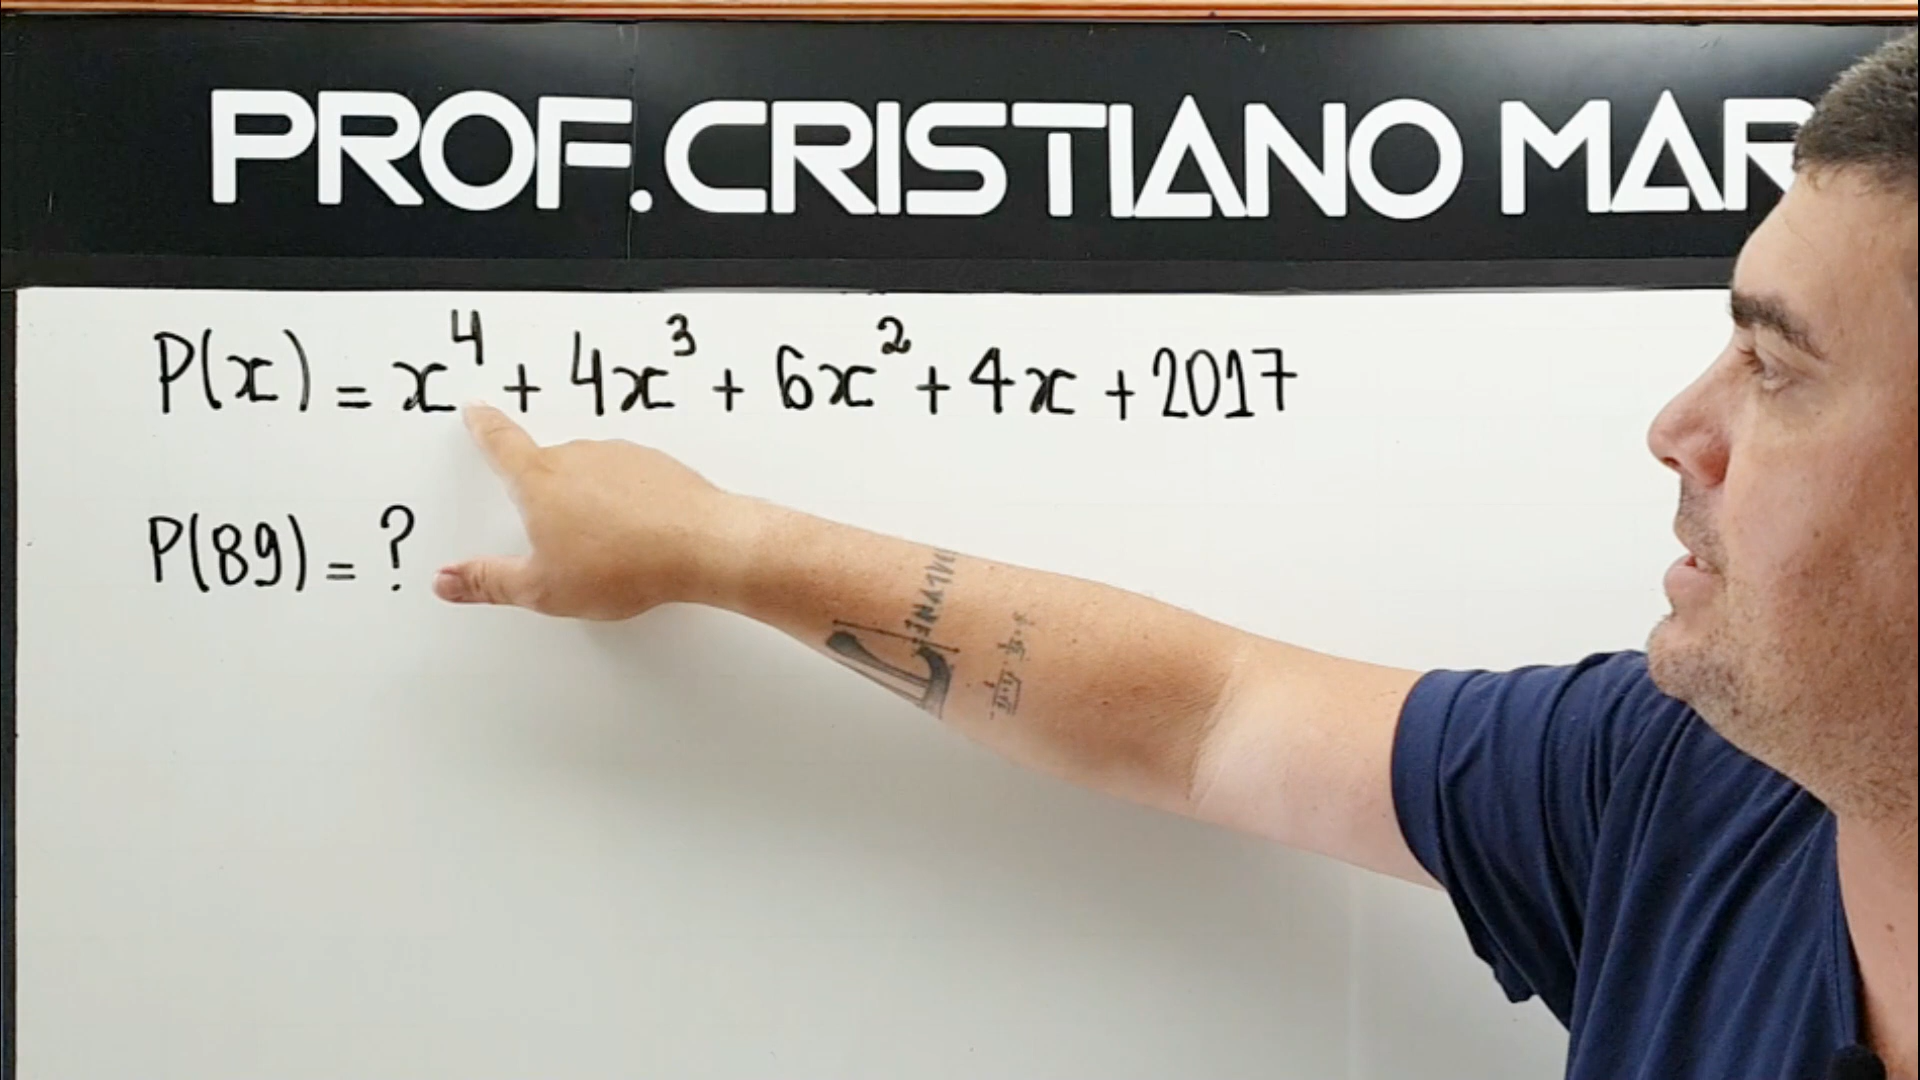 PROF.CRISTIANO MAR
P(x) = x⁴ + 4x³ + 6x² + 4x + 2017
P(89) = ?